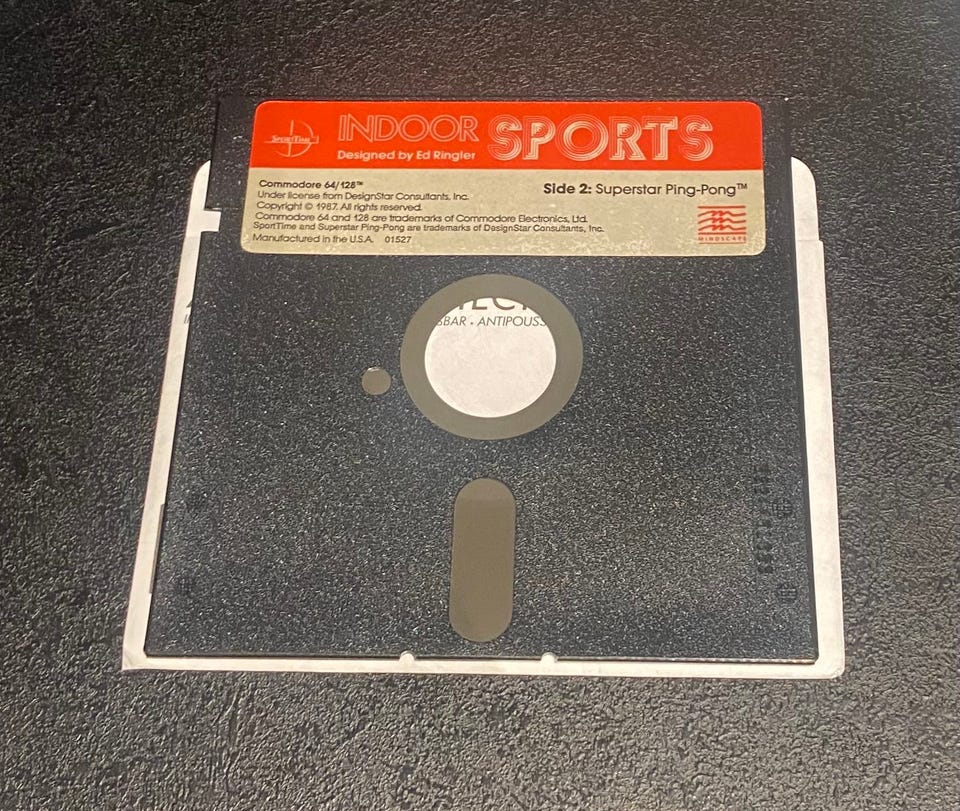 SportTime
INDOOR SPORTS
Designed by Ed Ringler
Commodore 64/128™
Side 2: Superstar Ping-Pong™
Under license from DesignStar Consultants, Inc.
Copyright © 1987. All rights reserved.
Commodore 64 and 128 are trademarks of Commodore Electronics, Ltd.
SportTime and Superstar Ping-Pong are trademarks of DesignStar Consultants, Inc.
Manufactured in the U.S.A. 01527
MINDSCAPE
ANTIPOUSS